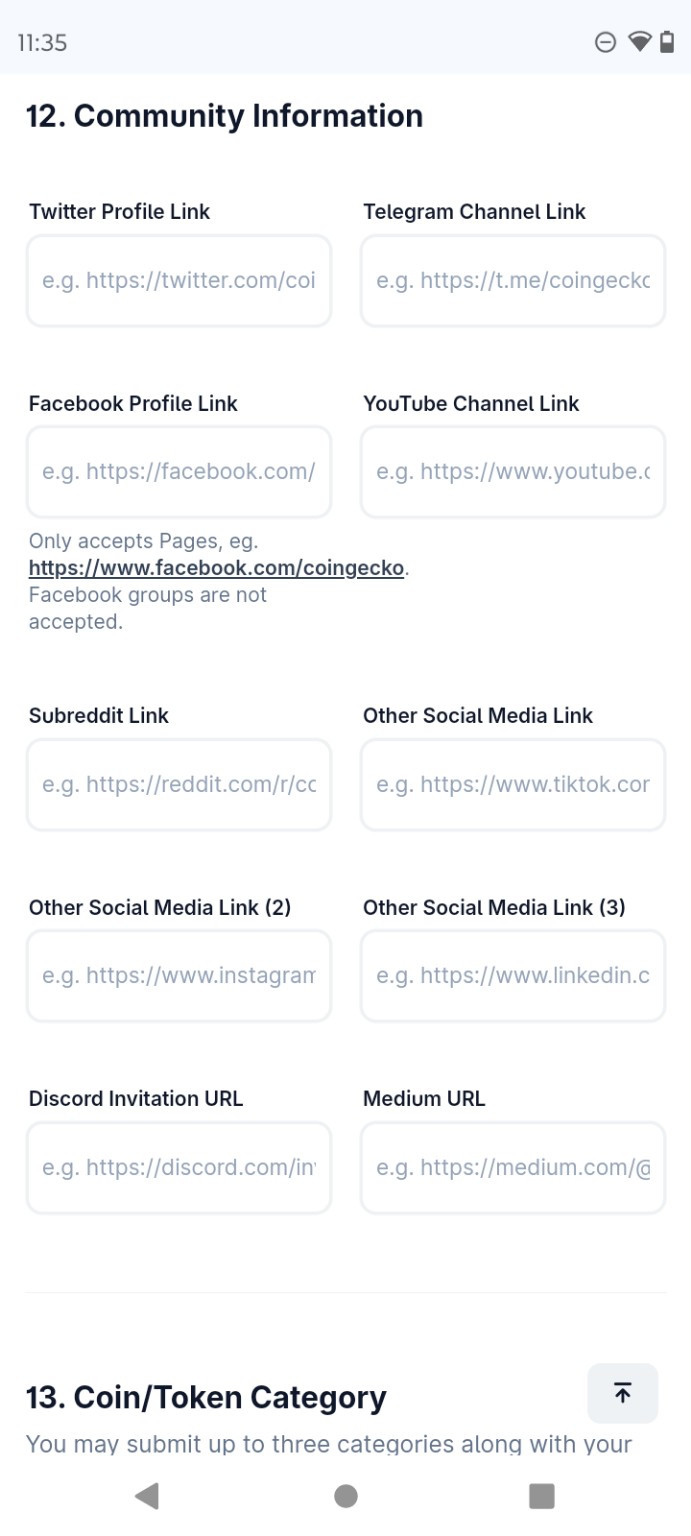 11:35
12. Community Information
Twitter Profile Link
Telegram Channel Link
e.g. https://twitter.com/coi
e.g. https://t.me/coingecko
Facebook Profile Link
YouTube Channel Link
e.g. https://facebook.com/
e.g. https://www.youtube.c
Only accepts Pages, eg.
https://www.facebook.com/coingecko.
Facebook groups are not
accepted.
Subreddit Link
Other Social Media Link
e.g. https://reddit.com/r/co
e.g. https://www.tiktok.com
Other Social Media Link (2)
Other Social Media Link (3)
e.g. https://www.instagram
e.g. https://www.linkedin.c
Discord Invitation URL
Medium URL
e.g. https://discord.com/inv
e.g. https://medium.com/@
13. Coin/Token Category
You may submit up to three categories along with your